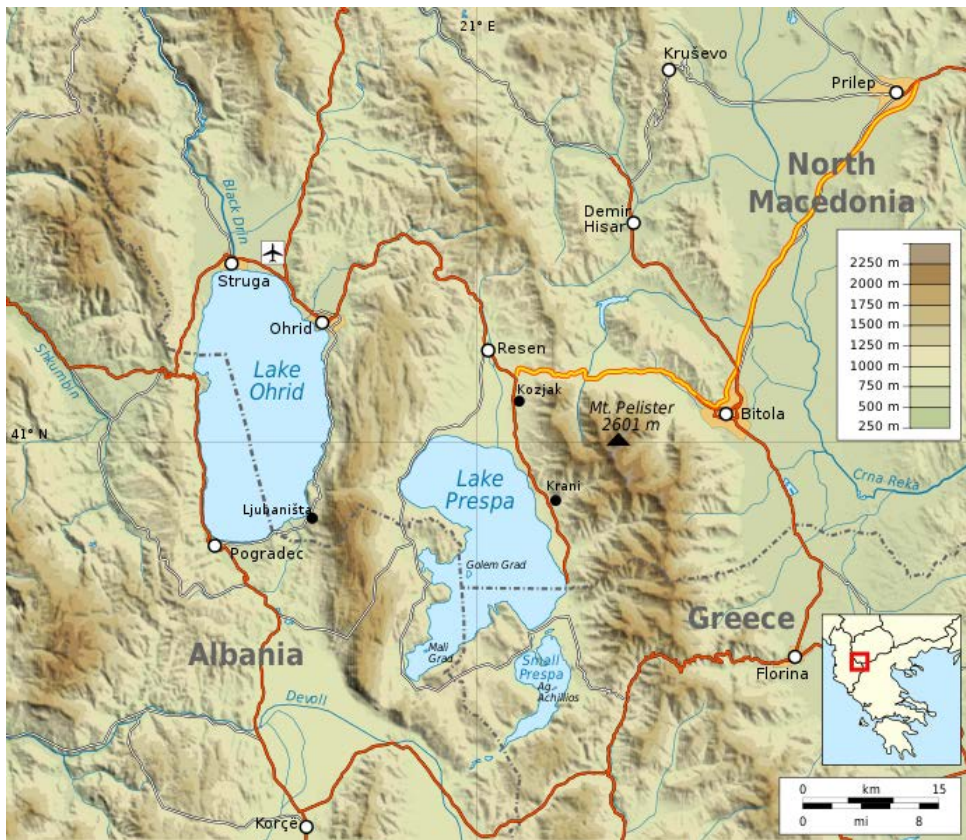 21° E
Kruševo
Prilep
North
Macedonia
Black Drin
Demir
Hisar
Struga
2250 m
2000 m
1750 m
1500 m
1250 m
1000 m
750 m
500 m
250 m
Ohrid
Shkumbin
Resen
Lake
Ohrid
Kozjak
Mt. Pelister
2601 m
Bitola
41° N
Lake
Prespa
Crna Reka
Krani
Ljubaništa
Pogradec
Golem Grad
Greece
Albania
Mali
Grad
Small
Prespa
Ag.
Achillios
Florina
Devoll
Korçë
0 km 15
0 mi 8